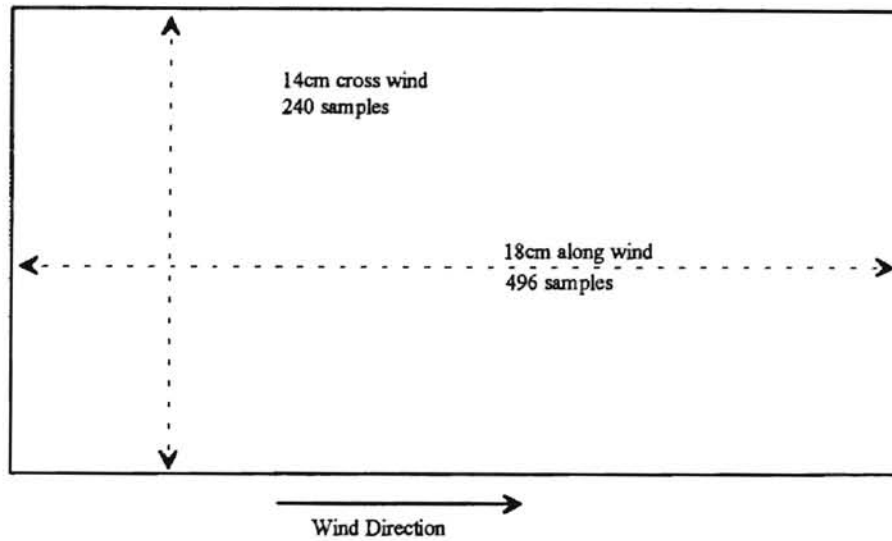 14cm cross wind
240 samples
18cm along wind
496 samples
Wind Direction